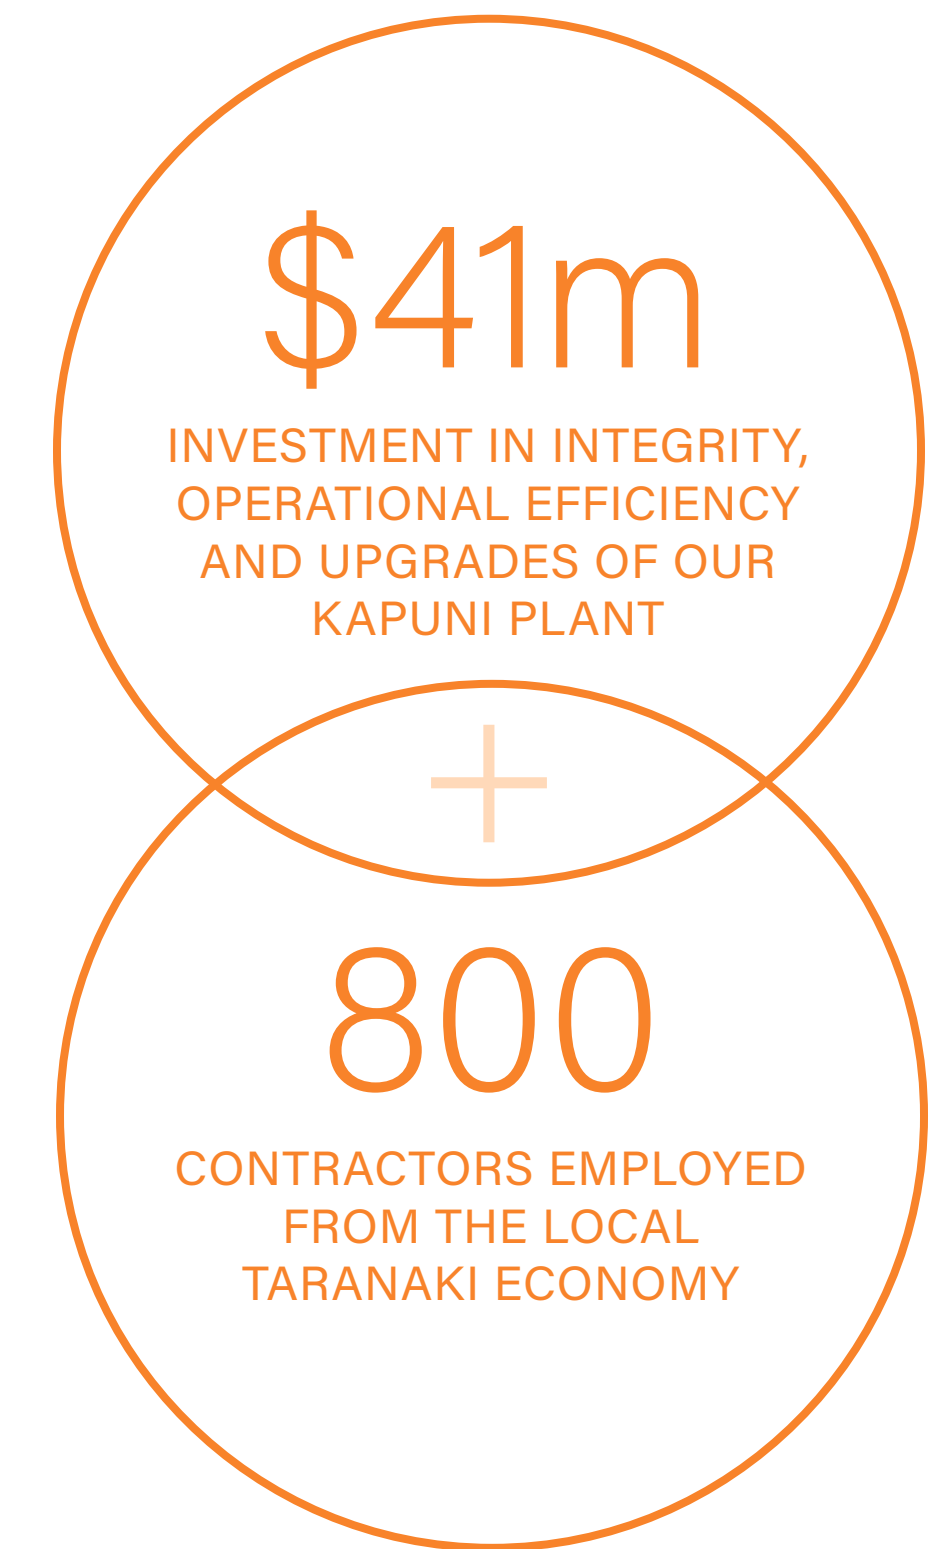 $41m
INVESTMENT IN INTEGRITY,
OPERATIONAL EFFICIENCY
AND UPGRADES OF OUR
KAPUNI PLANT
+
800
CONTRACTORS EMPLOYED
FROM THE LOCAL
TARANAKI ECONOMY